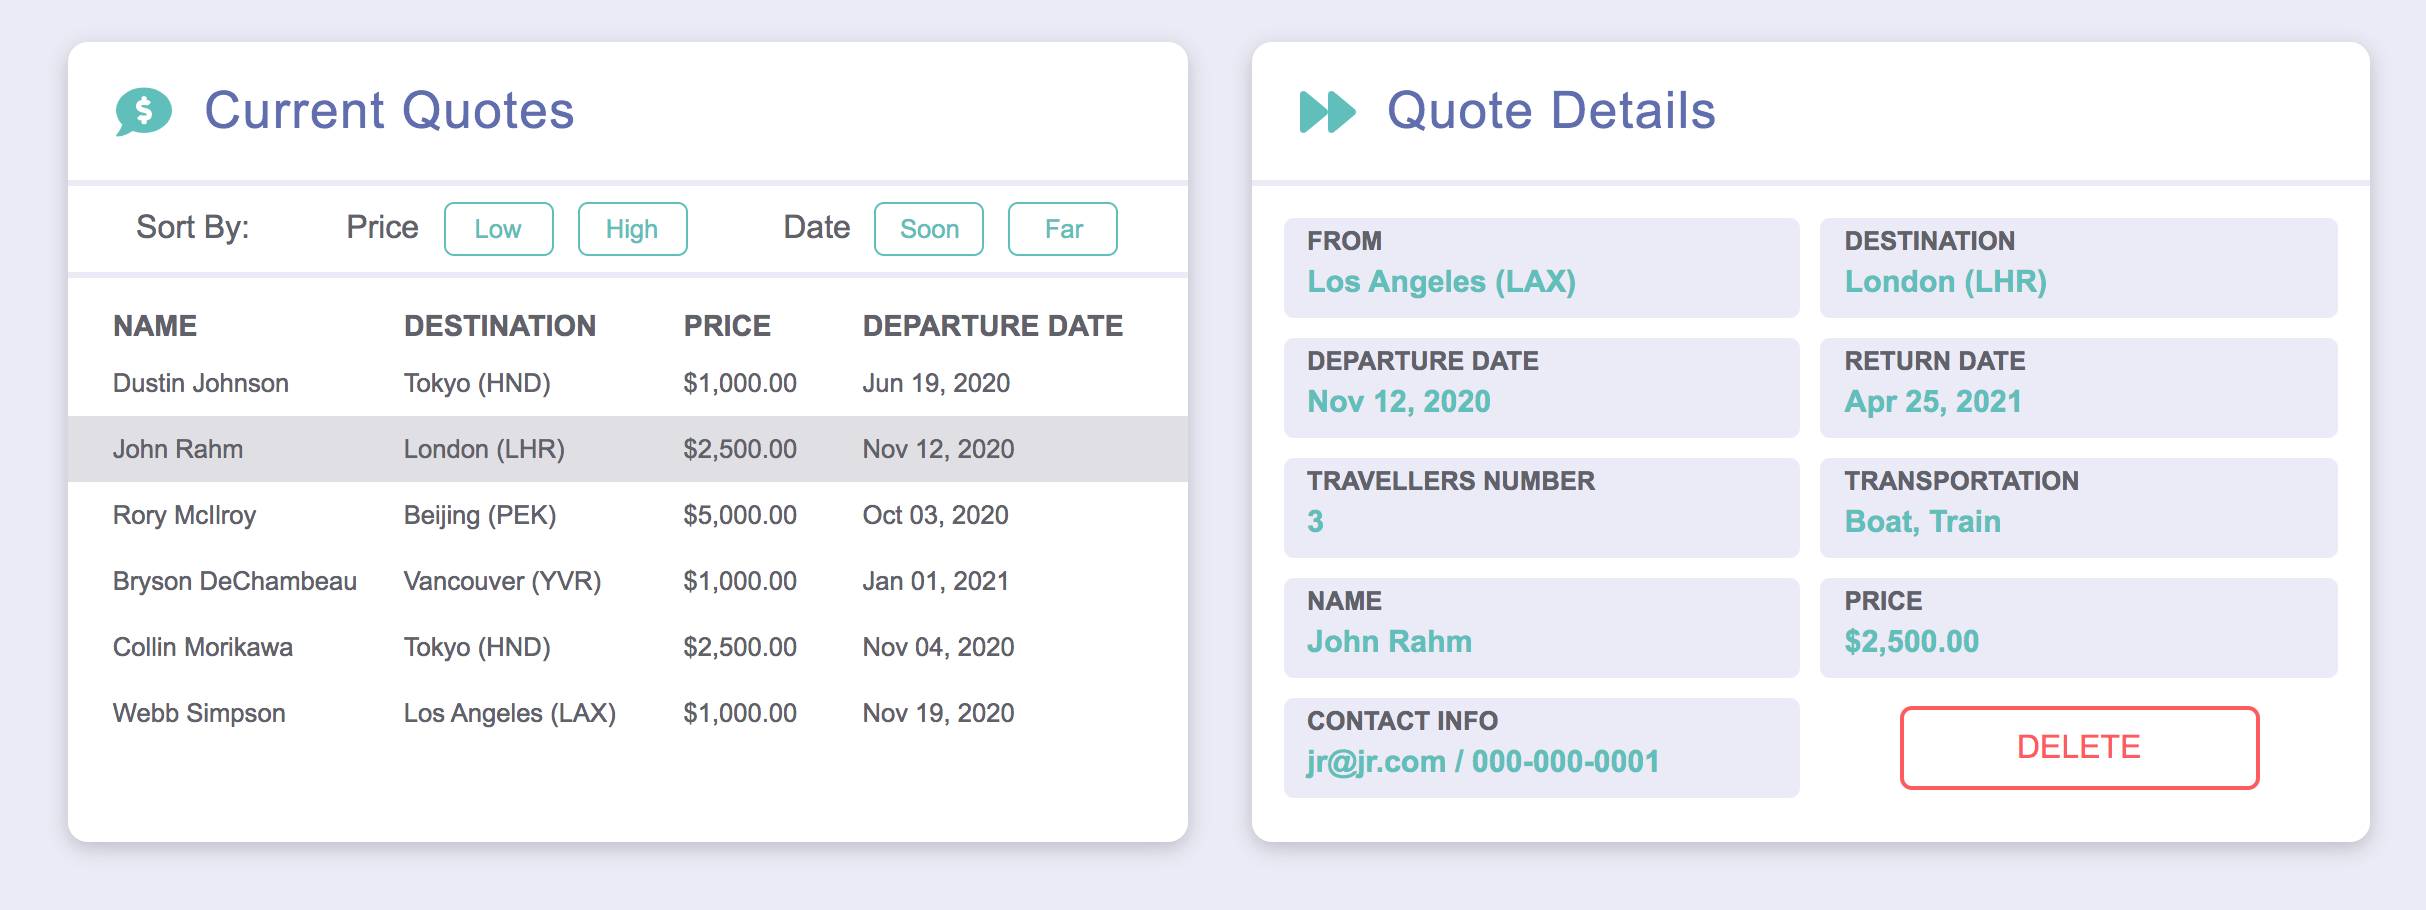 Current Quotes
Sort By: Price Low High Date Soon Far
NAME DESTINATION PRICE DEPARTURE DATE
Dustin Johnson Tokyo (HND) $1,000.00 Jun 19, 2020
John Rahm London (LHR) $2,500.00 Nov 12, 2020
Rory McIlroy Beijing (PEK) $5,000.00 Oct 03, 2020
Bryson DeChambeau Vancouver (YVR) $1,000.00 Jan 01, 2021
Collin Morikawa Tokyo (HND) $2,500.00 Nov 04, 2020
Webb Simpson Los Angeles (LAX) $1,000.00 Nov 19, 2020
Quote Details
FROM
Los Angeles (LAX)
DESTINATION
London (LHR)
DEPARTURE DATE
Nov 12, 2020
RETURN DATE
Apr 25, 2021
TRAVELLERS NUMBER
3
TRANSPORTATION
Boat, Train
NAME
John Rahm
PRICE
$2,500.00
CONTACT INFO
jr@jr.com / 000-000-0001
DELETE